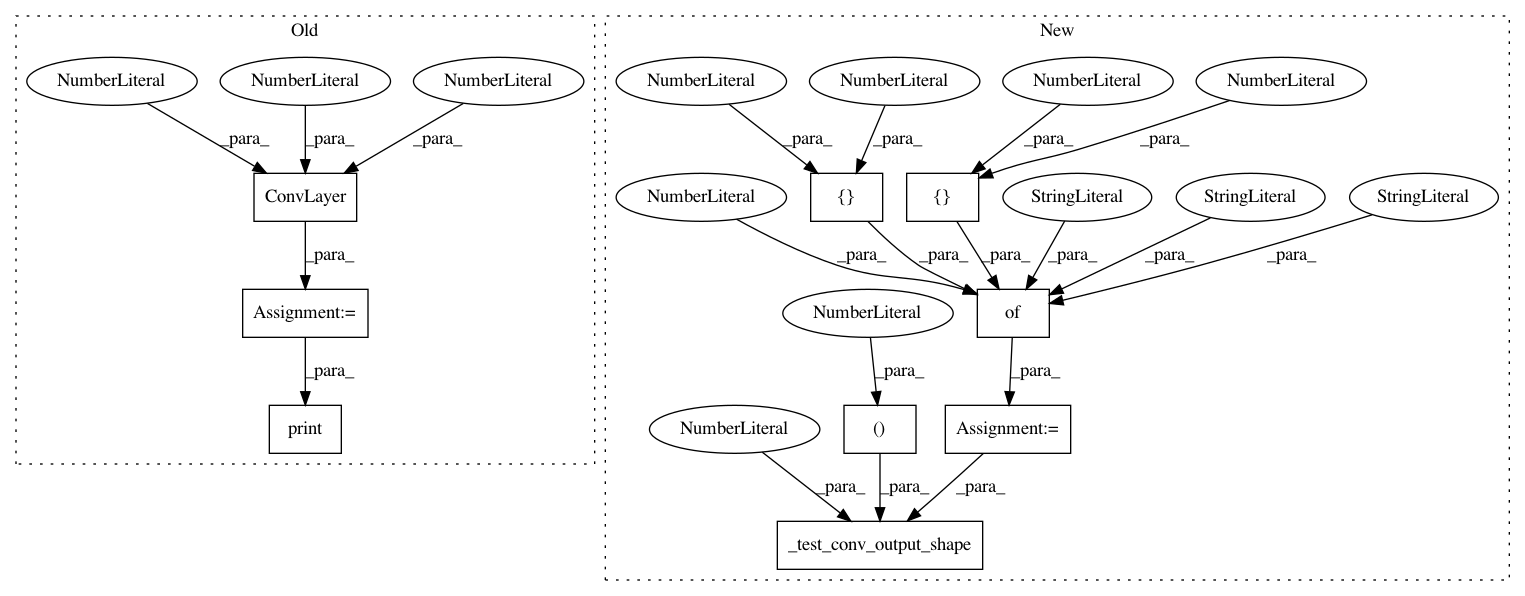 Old
New
NumberLiteral
NumberLiteral
NumberLiteral
NumberLiteral
NumberLiteral
NumberLiteral
NumberLiteral
_para_
_para_
_para_
_para_
_para_
_para_
_para_
ConvLayer
NumberLiteral
{}
{}
StringLiteral
StringLiteral
StringLiteral
_para_
_para_
_para_
_para_
_para_
_para_
_para_
Assignment:=
NumberLiteral
of
_para_
_para_
_para_
print
NumberLiteral
()
Assignment:=
_para_
_para_
_para_
_test_conv_output_shape